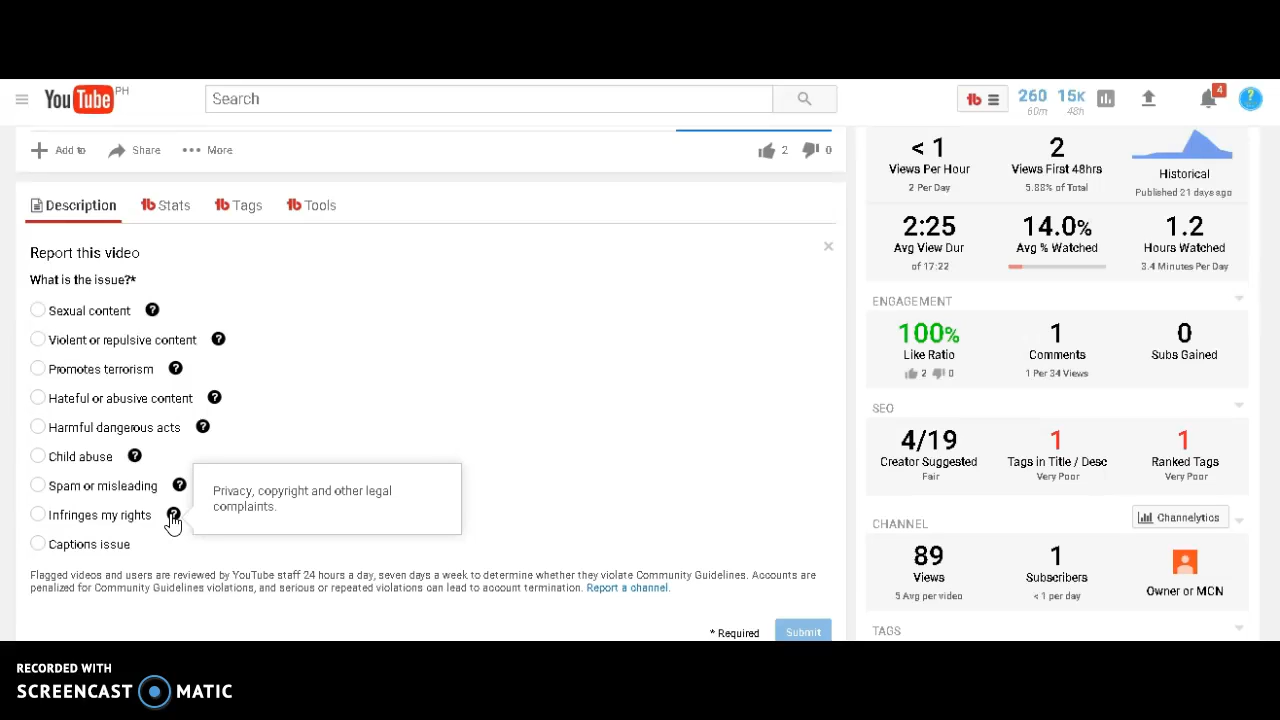 YouTube PH
Search
260 15K 4
60m 48h
Add to Share More 2 0
Description Stats Tags Tools
Report this video
What is the issue?*
Sexual content
Violent or repulsive content
Promotes terrorism
Hateful or abusive content
Harmful dangerous acts
Child abuse
Spam or misleading
Infringes my rights
Captions issue
Privacy, copyright and other legal
complaints.
Flagged videos and users are reviewed by YouTube staff 24 hours a day, seven days a week to determine whether they violate Community Guidelines. Accounts are
penalized for Community Guidelines violations, and serious or repeated violations can lead to account termination. Report a channel.
* Required Submit
< 1 2
Views Per Hour Views First 48hrs Historical
2 Per Day 5.88% of Total Published 21 days ago
2:25 14.0% 1.2
Avg View Dur Avg % Watched Hours Watched
of 17:22 3.4 Minutes Per Day
ENGAGEMENT
100% 1 0
Like Ratio Comments Subs Gained
2 0 1 Per 34 Views
SEO
4/19 1 1
Creator Suggested Tags in Title / Desc Ranked Tags
Fair Very Poor Very Poor
CHANNEL Channelytics
89 1
Views Subscribers Owner or MCN
5 Avg per video < 1 per day
TAGS
RECORDED WITH
SCREENCAST MATIC